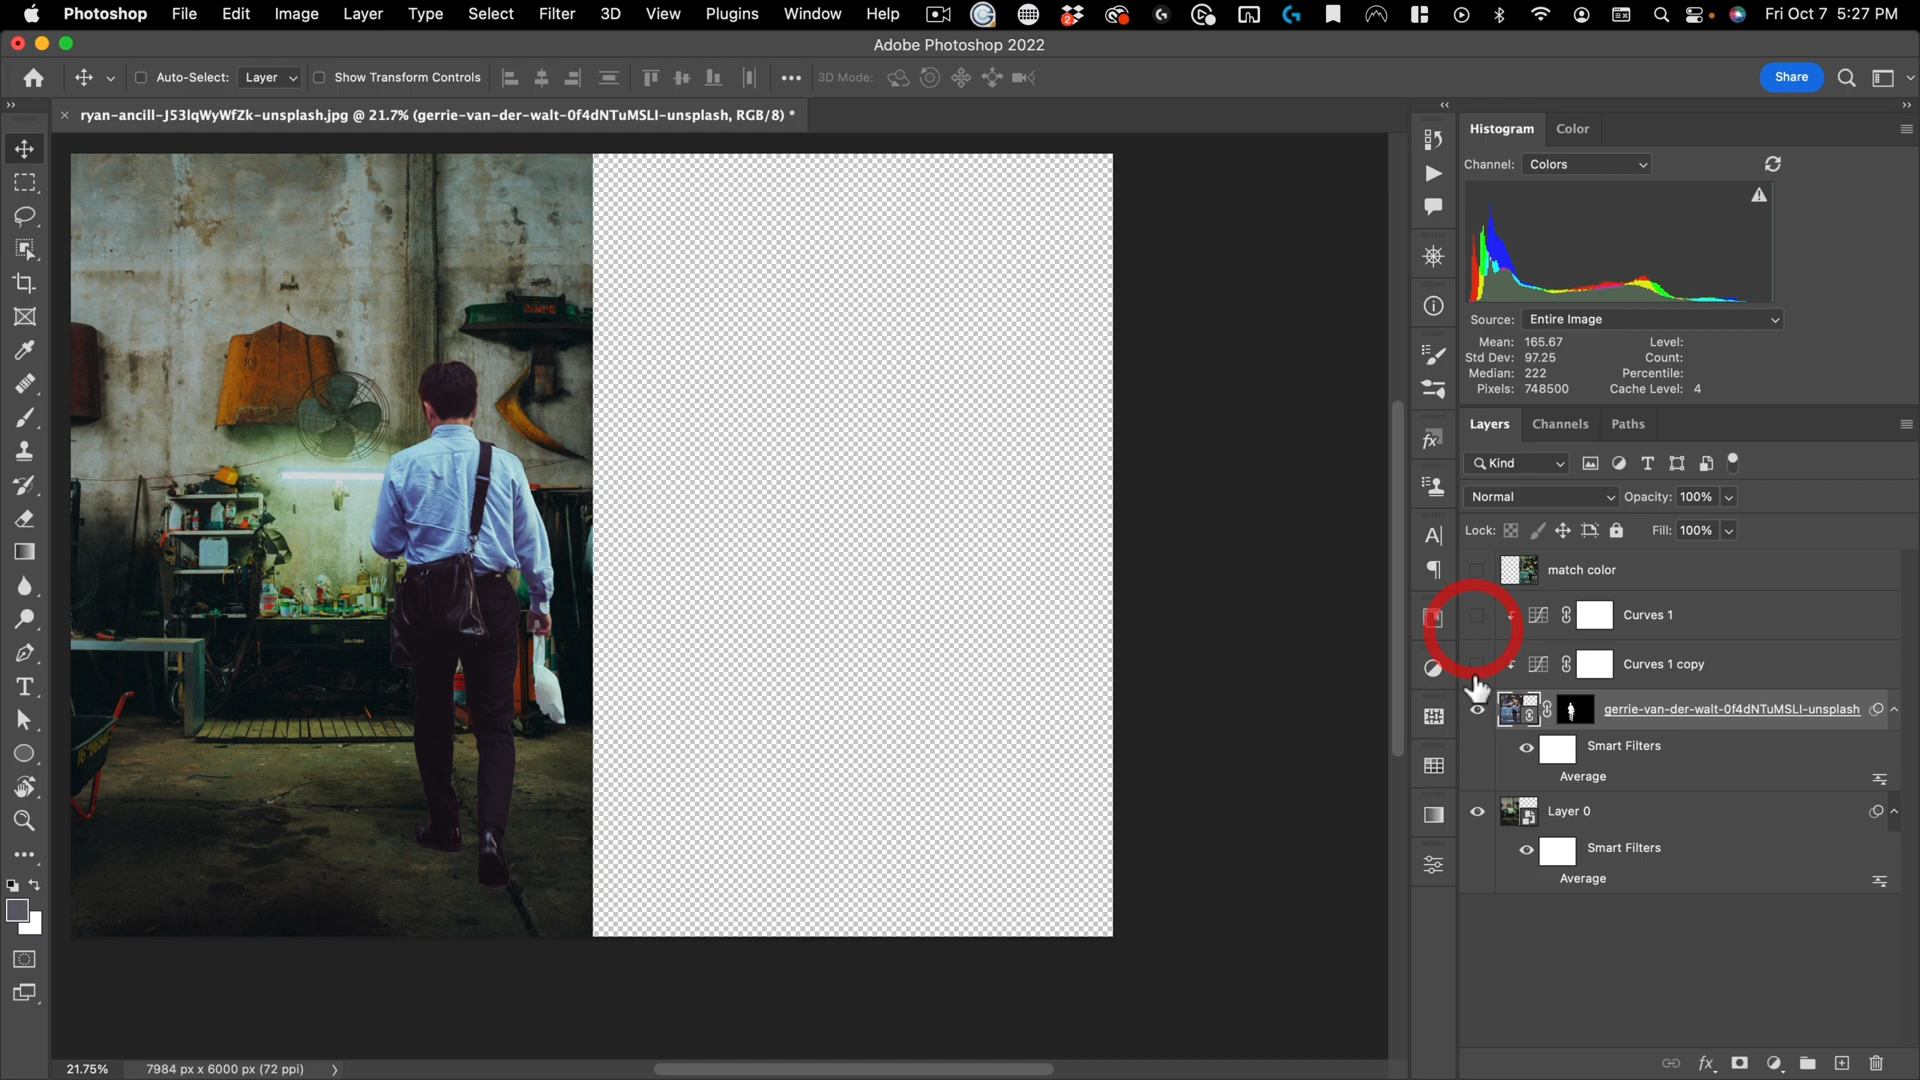 Photoshop File Edit Image Layer Type Select Filter 3D View Plugins Window Help 2 Fri Oct 7 5:27 PM
Adobe Photoshop 2022
Auto-Select: Layer Show Transform Controls 3D Mode: Share
ryan-ancill-J53lqWyWfZk-unsplash.jpg @ 21.7% (gerrie-van-der-walt-0f4dNTuMSLI-unsplash, RGB/8) *
Histogram Color
Channel: Colors
Source: Entire Image
Mean: 165.67 Level:
Std Dev: 97.25 Count:
Median: 222 Percentile:
Pixels: 748500 Cache Level: 4
Layers Channels Paths
Kind
Normal Opacity: 100%
Lock: Fill: 100%
match color
Curves 1
Curves 1 copy
gerrie-van-der-walt-0f4dNTuMSLI-unsplash
Smart Filters
Average
Layer 0
Smart Filters
Average
21.75% 7984 px x 6000 px (72 ppi)